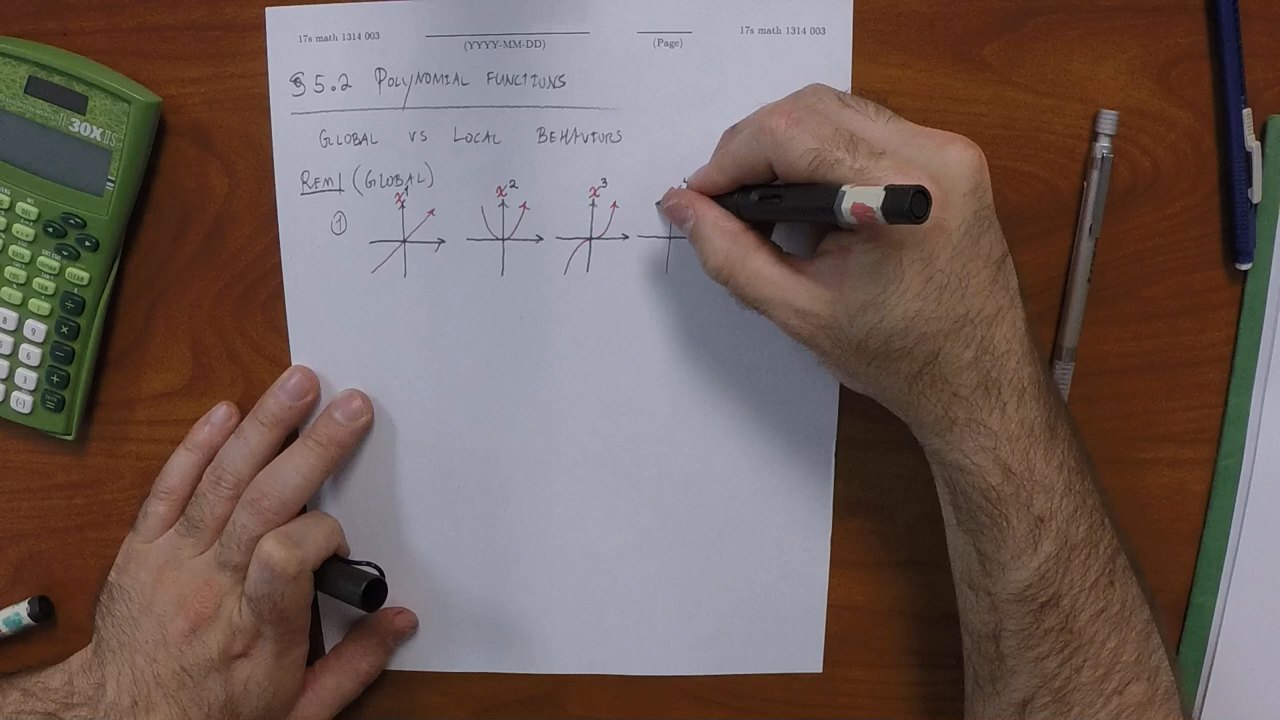 17s math 1314 003 (YYYY-MM-DD) (Page) 17s math 1314 003
§ 5.2 POLYNOMIAL FUNCTIONS
GLOBAL VS LOCAL BEHAVIORS
REM1 (GLOBAL)
① x¹ x² x³
TI-30X IIS